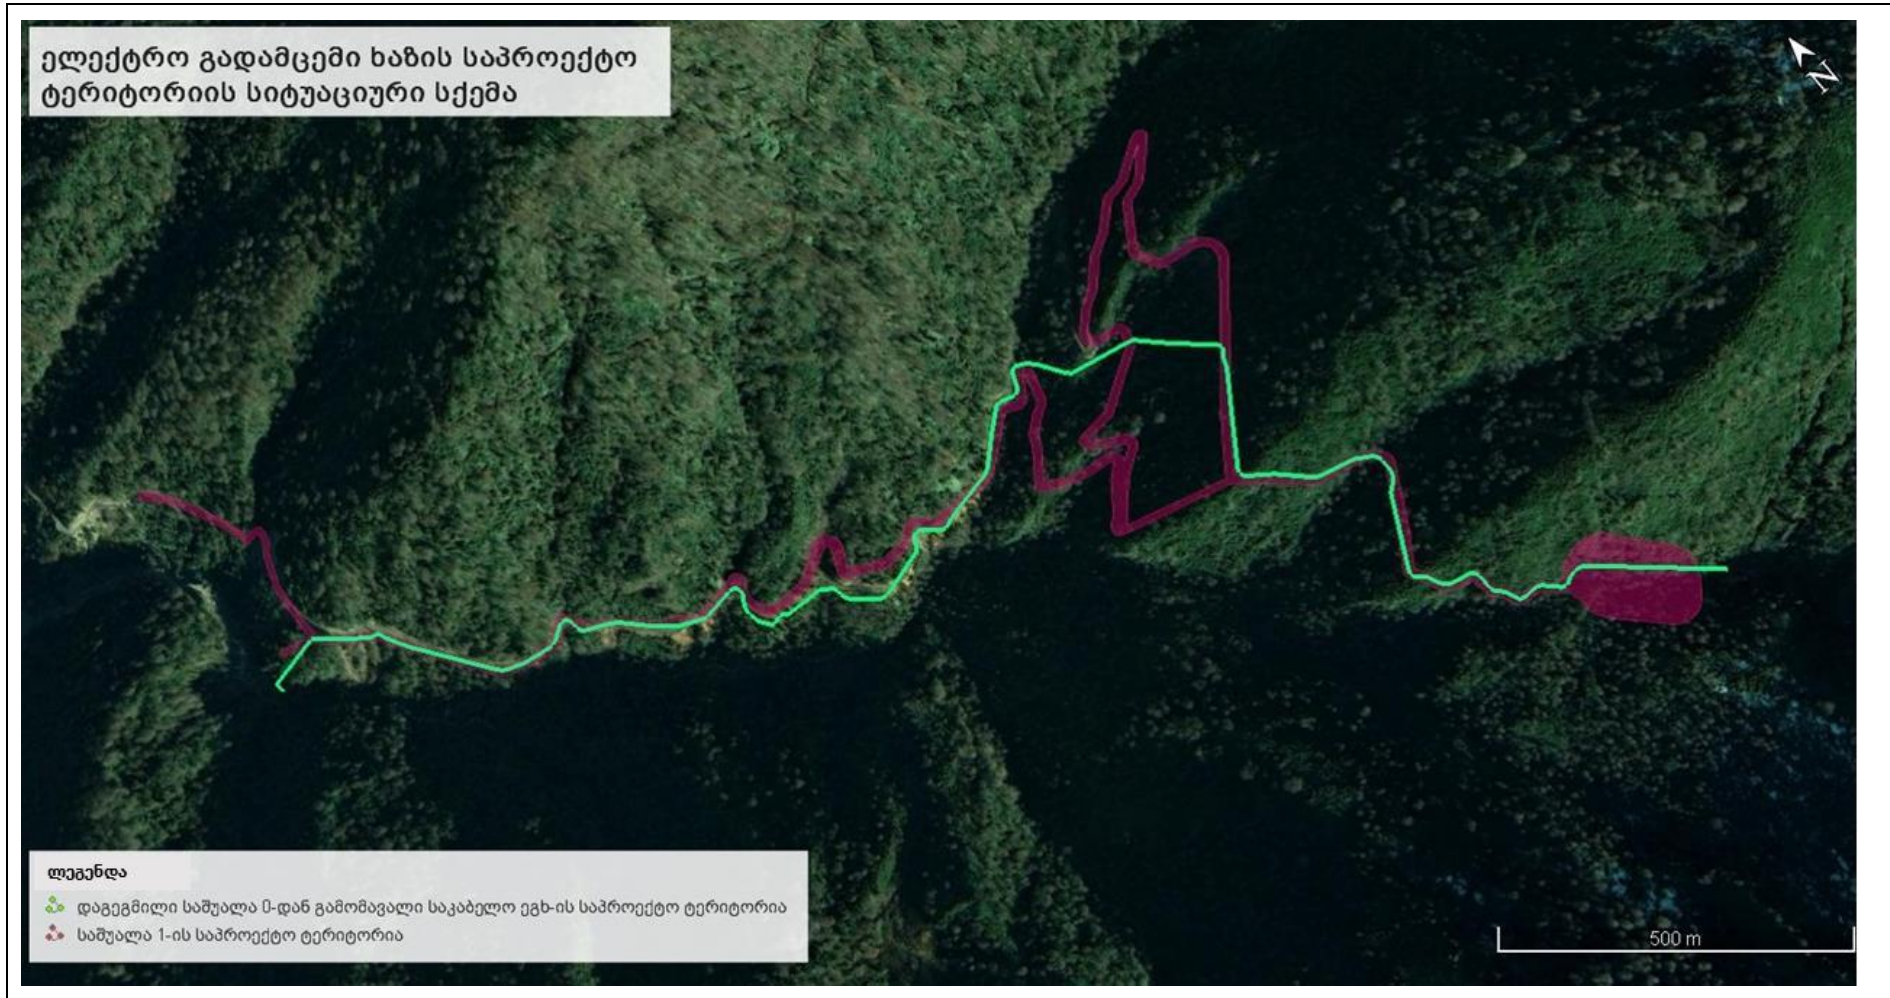 ელექტრო გადამცემი ხაზის საპროექტო
ტერიტორიის სიტუაციური სქემა
N
ლეგენდა
დაგეგმილი საშუალა 0-დან გამომავალი საკაბელო ეგხ-ის საპროექტო ტერიტორია
საშუალა 1-ის საპროექტო ტერიტორია
500 m